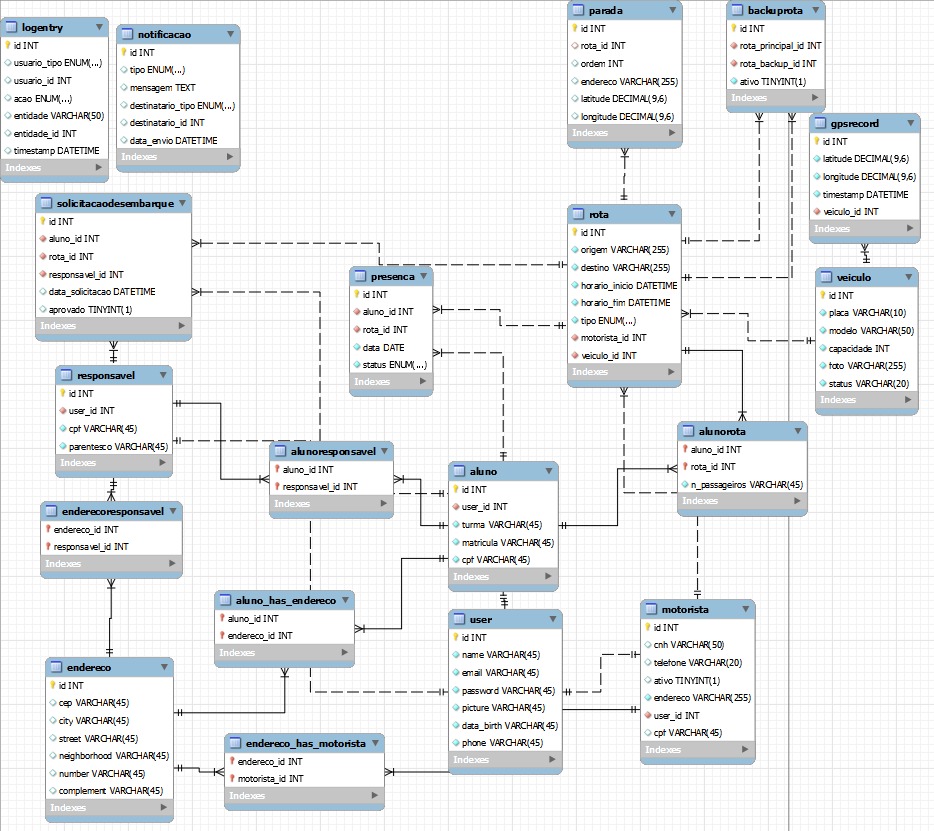 logentry
id INT
usuario_tipo ENUM(...)
usuario_id INT
acao ENUM(...)
entidade VARCHAR(50)
entidade_id INT
timestamp DATETIME
Indexes
notificacao
id INT
tipo ENUM(...)
mensagem TEXT
destinatario_tipo ENUM(...)
destinatario_id INT
data_envio DATETIME
Indexes
parada
id INT
rota_id INT
ordem INT
endereco VARCHAR(255)
latitude DECIMAL(9,6)
longitude DECIMAL(9,6)
Indexes
backuprota
id INT
rota_principal_id INT
rota_backup_id INT
ativo TINYINT(1)
Indexes
gpsrecord
id INT
latitude DECIMAL(9,6)
longitude DECIMAL(9,6)
timestamp DATETIME
veiculo_id INT
Indexes
solicitacaodesembarque
id INT
aluno_id INT
rota_id INT
responsavel_id INT
data_solicitacao DATETIME
aprovado TINYINT(1)
Indexes
presenca
id INT
aluno_id INT
rota_id INT
data DATE
status ENUM(...)
Indexes
rota
id INT
origem VARCHAR(255)
destino VARCHAR(255)
horario_inicio DATETIME
horario_fim DATETIME
tipo ENUM(...)
motorista_id INT
veiculo_id INT
Indexes
veiculo
id INT
placa VARCHAR(10)
modelo VARCHAR(50)
capacidade INT
foto VARCHAR(255)
status VARCHAR(20)
Indexes
responsavel
id INT
user_id INT
cpf VARCHAR(45)
parentesco VARCHAR(45)
Indexes
alunoresponsavel
aluno_id INT
responsavel_id INT
Indexes
aluno
id INT
user_id INT
turma VARCHAR(45)
matricula VARCHAR(45)
cpf VARCHAR(45)
Indexes
alunorota
aluno_id INT
rota_id INT
n_passageiros VARCHAR(45)
Indexes
enderecoresponsavel
endereco_id INT
responsavel_id INT
Indexes
aluno_has_endereco
aluno_id INT
endereco_id INT
Indexes
user
id INT
name VARCHAR(45)
email VARCHAR(45)
password VARCHAR(45)
picture VARCHAR(45)
data_birth VARCHAR(45)
phone VARCHAR(45)
Indexes
motorista
id INT
cnh VARCHAR(50)
telefone VARCHAR(20)
ativo TINYINT(1)
endereco VARCHAR(255)
user_id INT
cpf VARCHAR(45)
Indexes
endereco
id INT
cep VARCHAR(45)
city VARCHAR(45)
street VARCHAR(45)
neighborhood VARCHAR(45)
number VARCHAR(45)
complement VARCHAR(45)
Indexes
endereco_has_motorista
endereco_id INT
motorista_id INT
Indexes